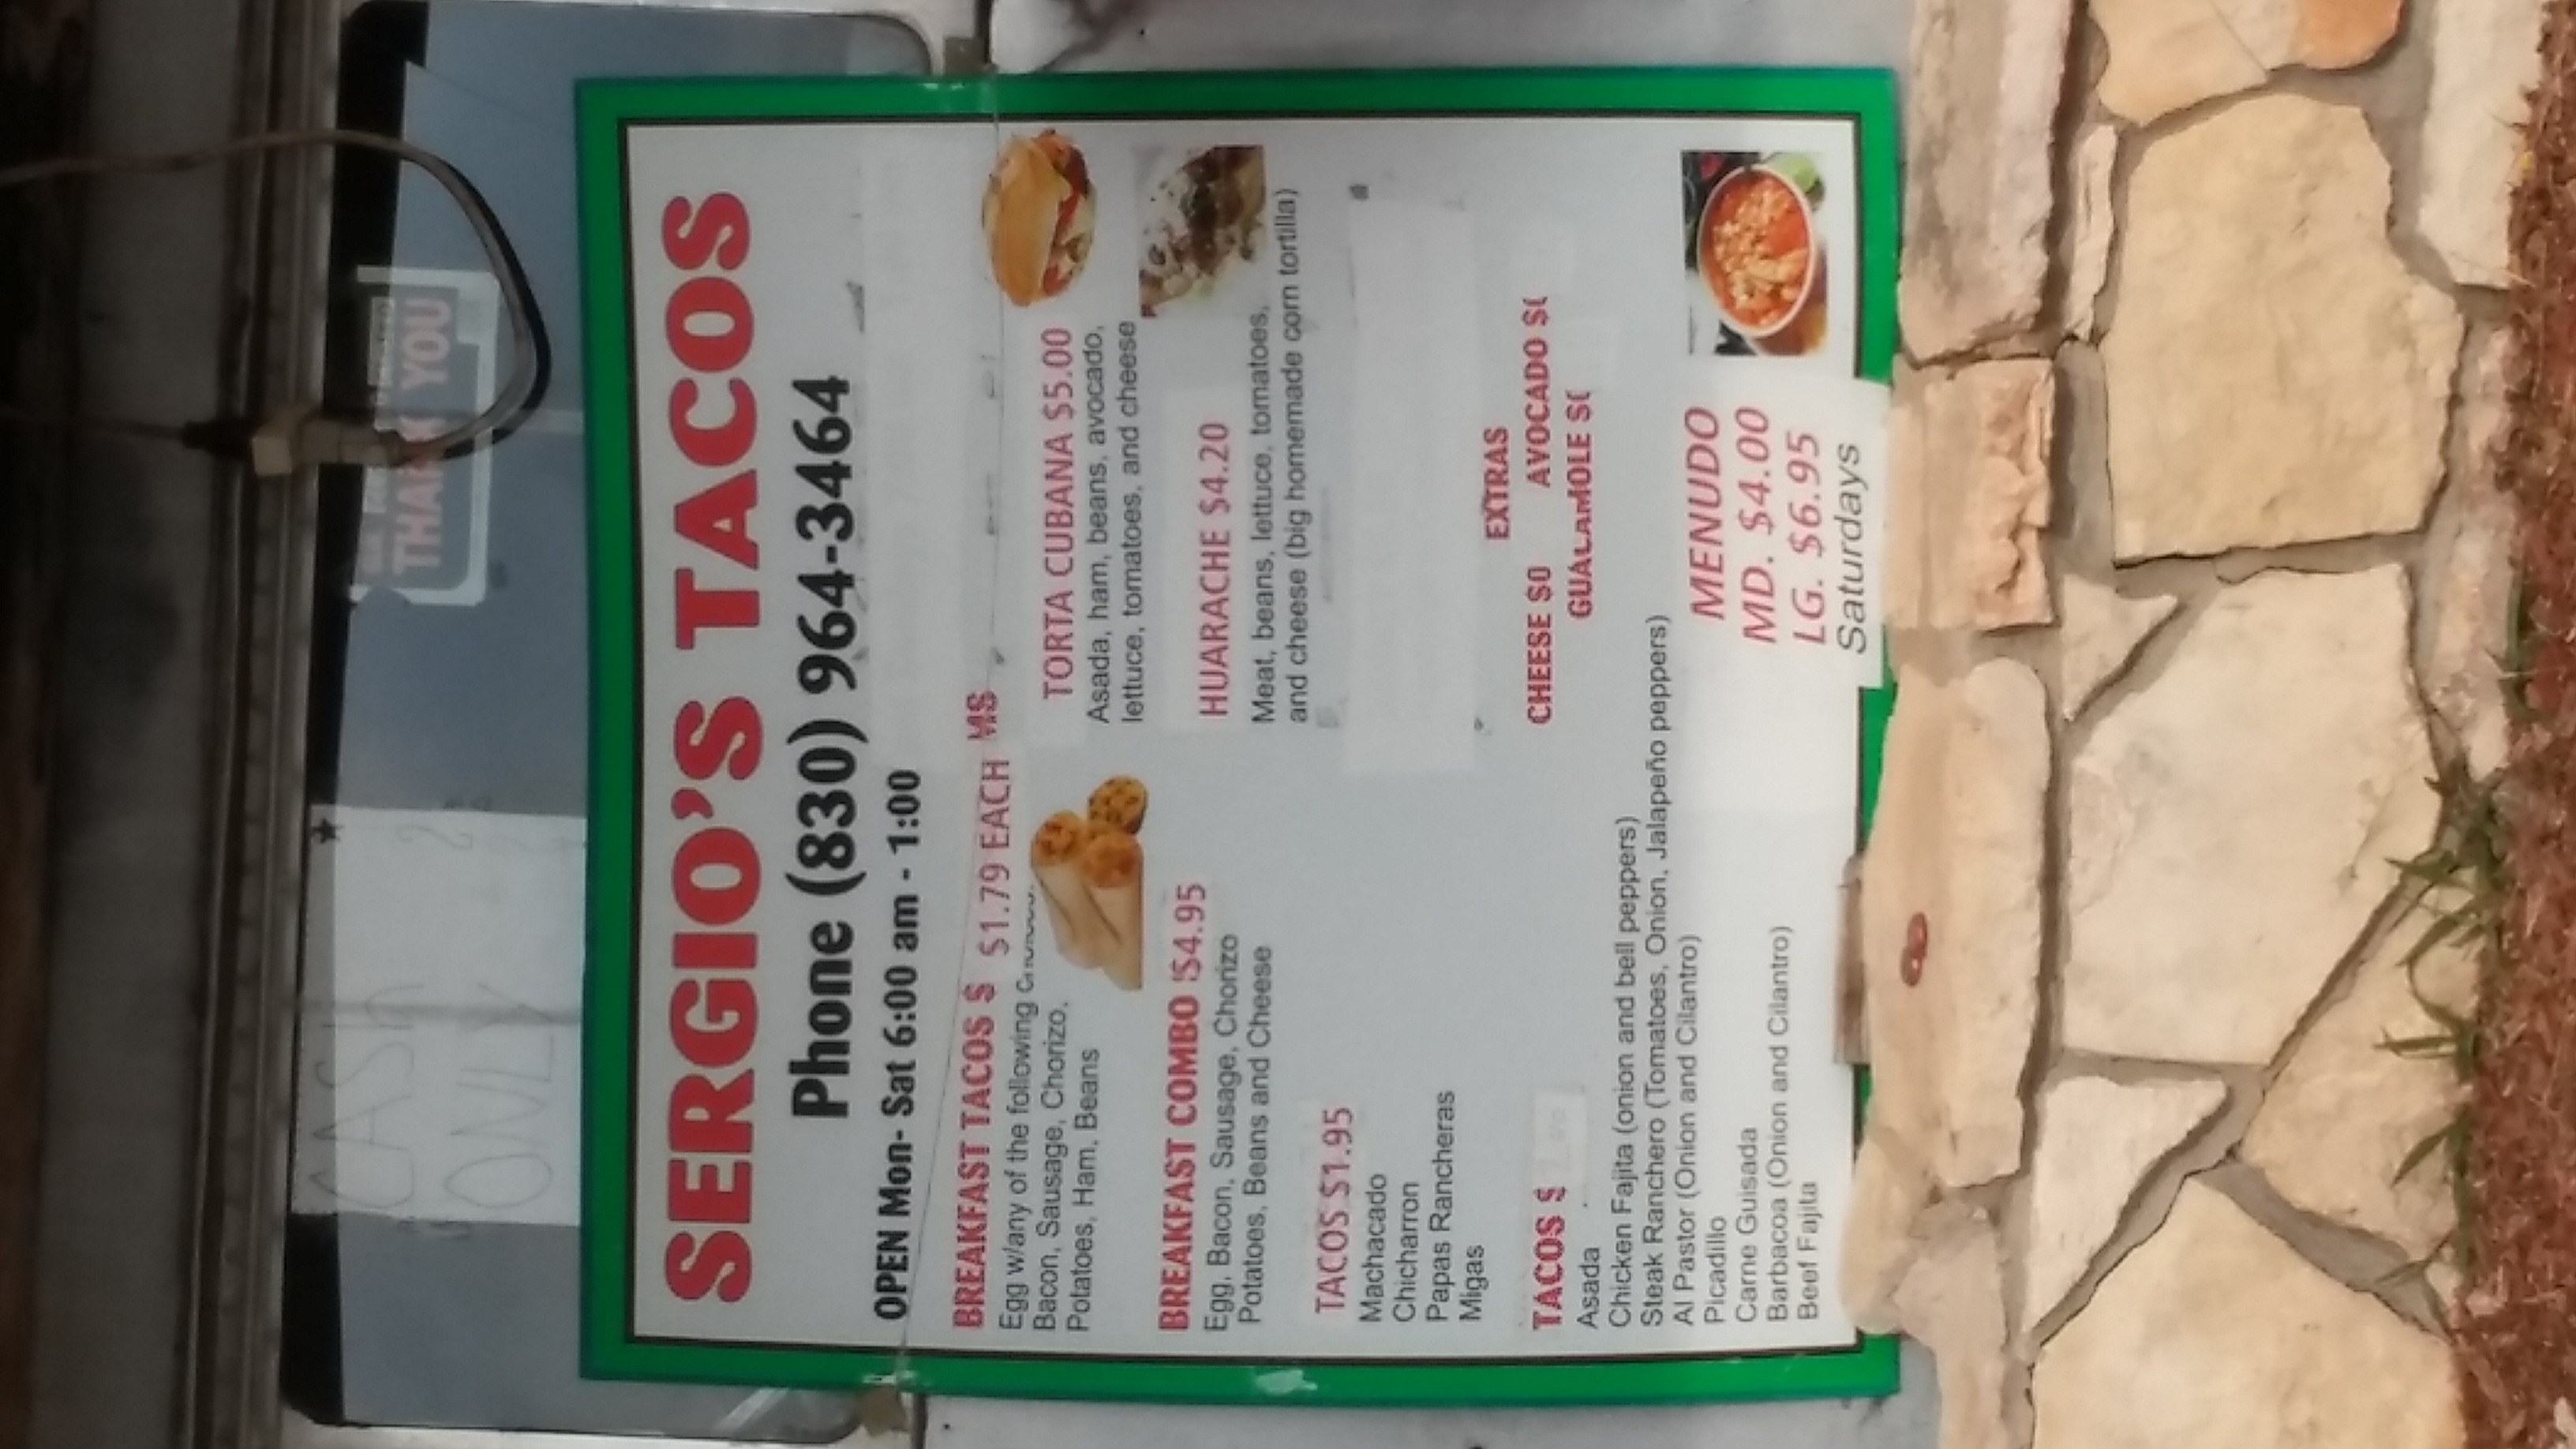 CASH
ONLY
THANK YOU
SERGIO'S TACOS
Phone (830) 964-3464
OPEN Mon- Sat 6:00 am - 1:00
BREAKFAST TACOS $ $1.79 EACH
Egg w/any of the following
Bacon, Sausage, Chorizo,
Potatoes, Ham, Beans
BREAKFAST COMBO $4.95
Egg, Bacon, Sausage, Chorizo
Potatoes, Beans and Cheese
TACOS $1.95
Machacado
Chicharron
Papas Rancheras
Migas
TACOS $
Asada
Chicken Fajita (onion and bell peppers)
Steak Ranchero (Tomatoes, Onion, Jalapeño peppers)
Al Pastor (Onion and Cilantro)
Picadillo
Carne Guisada
Barbacoa (Onion and Cilantro)
Beef Fajita
TORTA CUBANA $5.00
Asada, ham, beans, avocado,
lettuce, tomatoes, and cheese
HUARACHE $4.20
Meat, beans, lettuce, tomatoes,
and cheese (big homemade corn tortilla)
EXTRAS
CHEESE $0 AVOCADO $(
GUACAMOLE $(
MENUDO
MD. $4.00
LG. $6.95
Saturdays